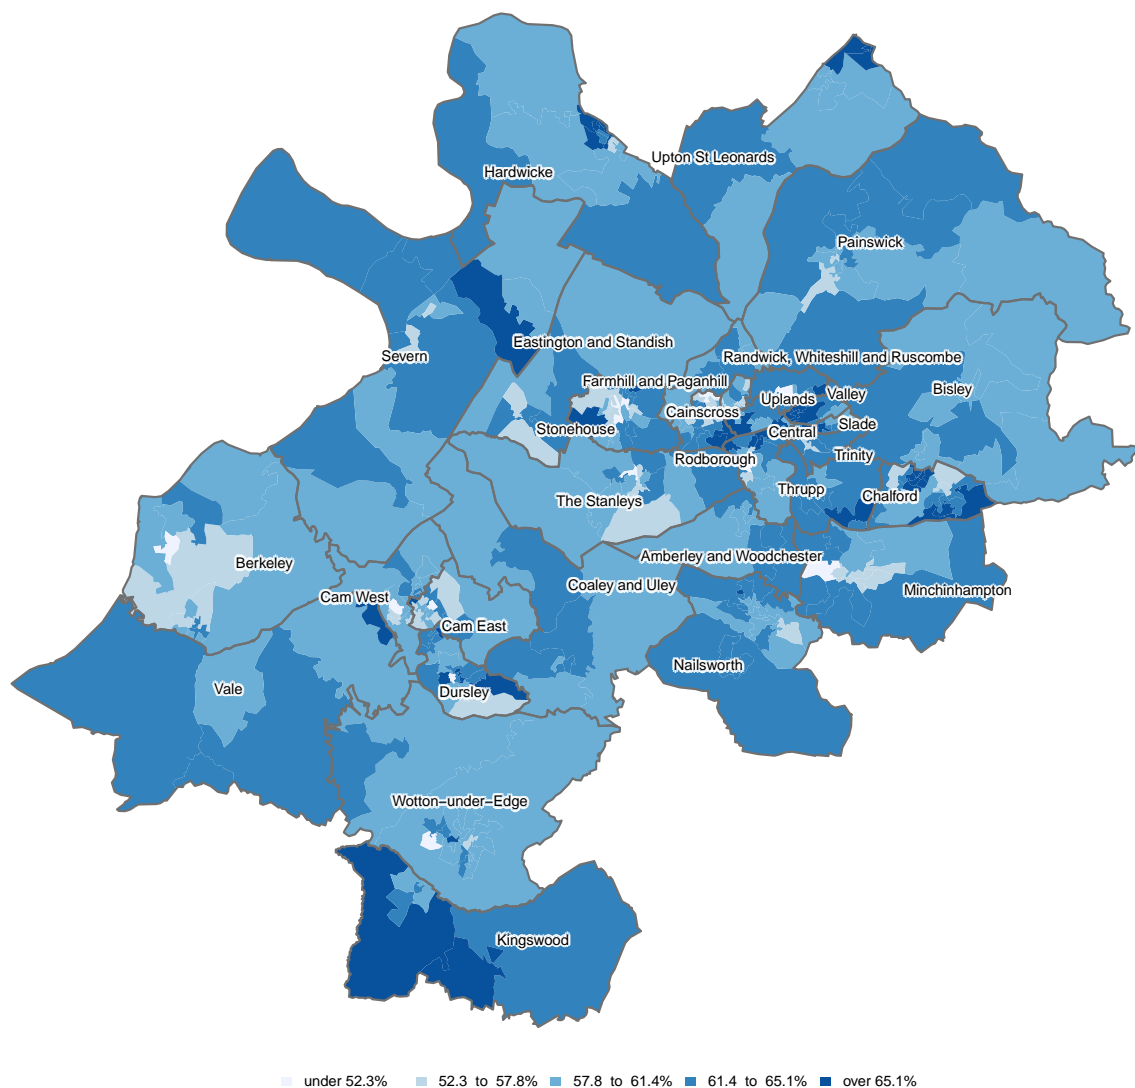 Upton St Leonards
Hardwicke
Painswick
Eastington and Standish
Severn
Randwick, Whiteshill and Ruscombe
Farmhill and Paganhill
Bisley
Uplands
Valley
Cainscross
Stonehouse
Slade
Central
Rodborough
Trinity
Thrupp
Chalford
The Stanleys
Amberley and Woodchester
Berkeley
Coaley and Uley
Minchinhampton
Cam West
Cam East
Nailsworth
Vale
Dursley
Wotton−under−Edge
Kingswood
under 52.3% 52.3 to 57.8% 57.8 to 61.4% 61.4 to 65.1% over 65.1%